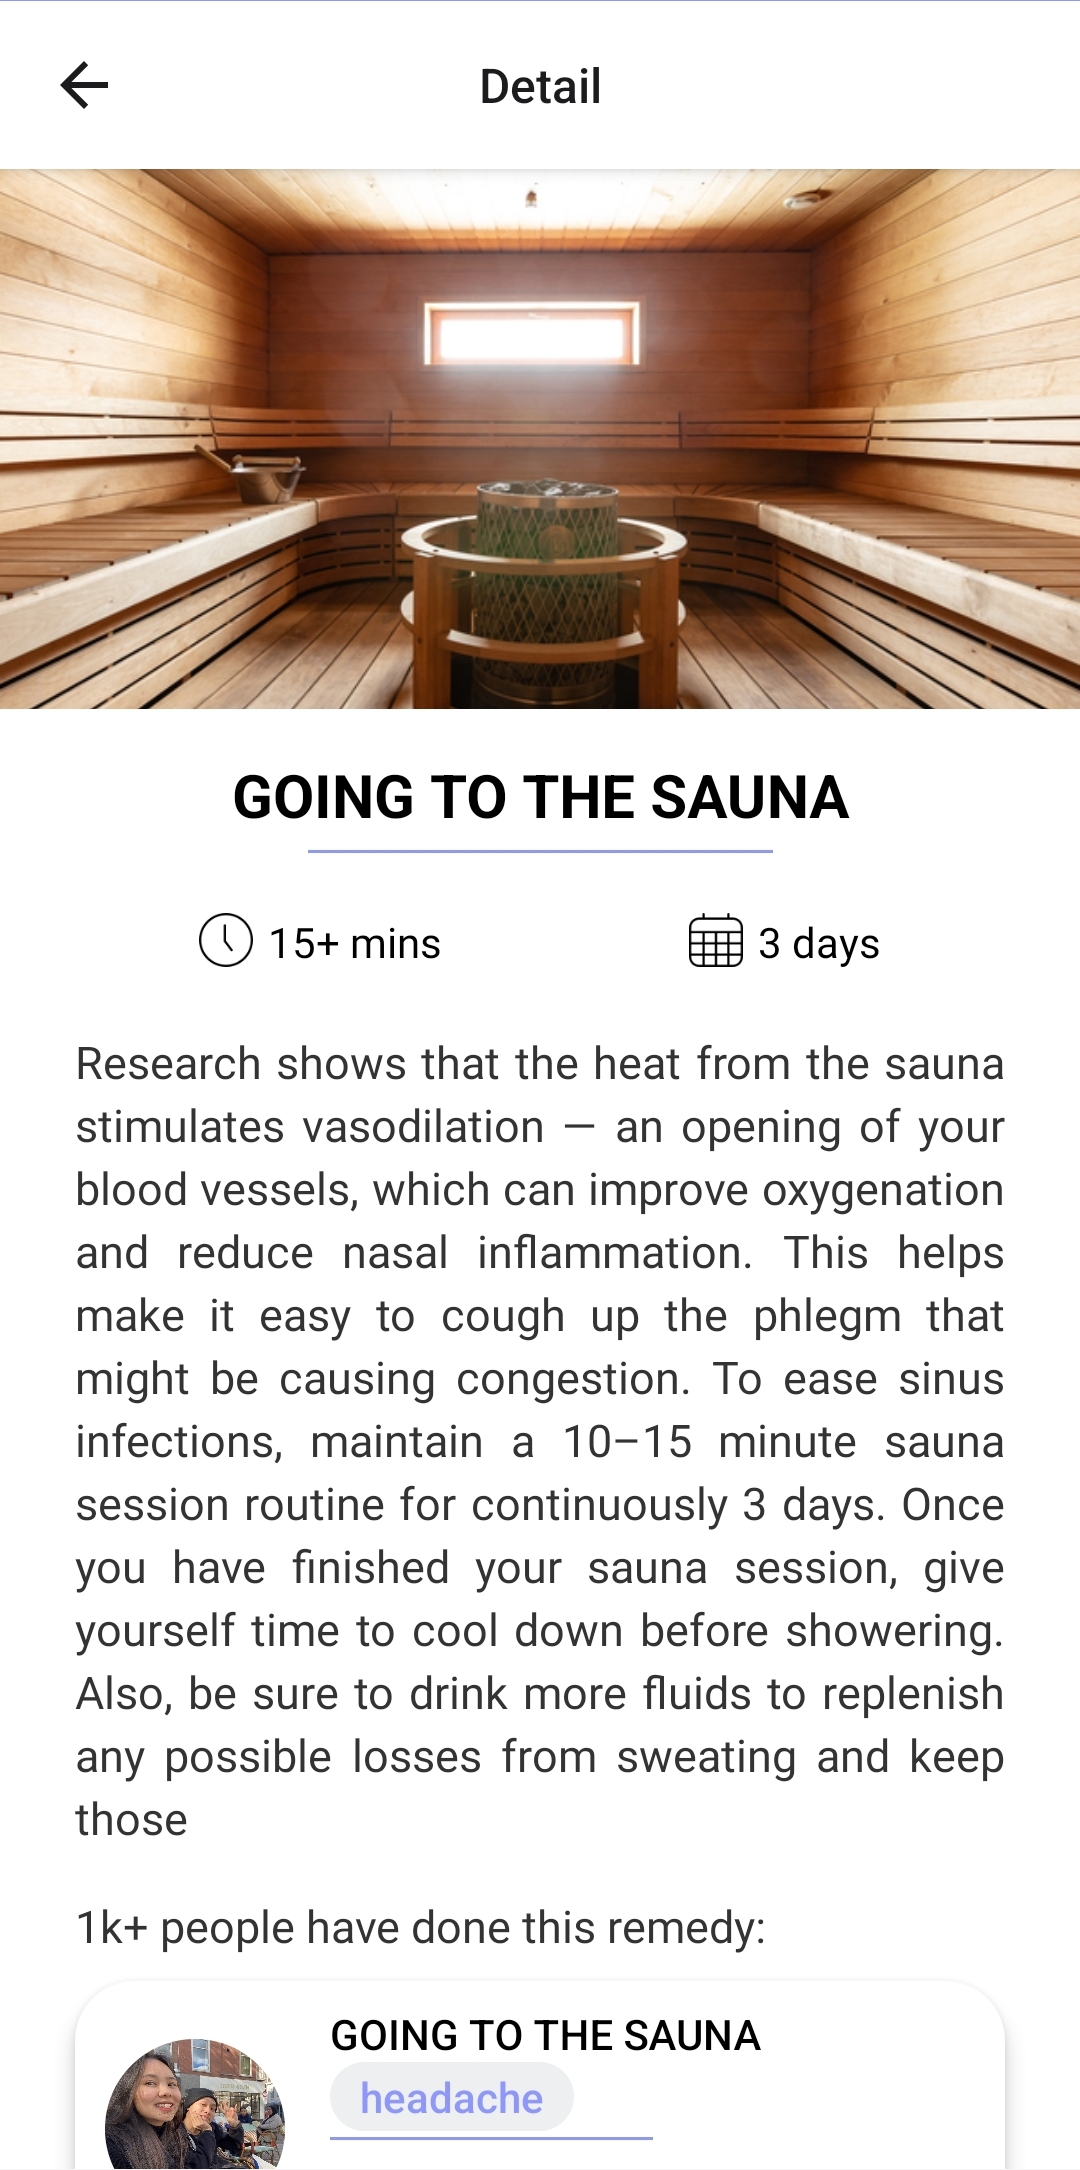 Detail
GOING TO THE SAUNA
15+ mins
3 days
Research shows that the heat from the sauna
stimulates vasodilation — an opening of your
blood vessels, which can improve oxygenation
and reduce nasal inflammation. This helps
make it easy to cough up the phlegm that
might be causing congestion. To ease sinus
infections, maintain a 10–15 minute sauna
session routine for continuously 3 days. Once
you have finished your sauna session, give
yourself time to cool down before showering.
Also, be sure to drink more fluids to replenish
any possible losses from sweating and keep
those
1k+ people have done this remedy:
GOING TO THE SAUNA
headache